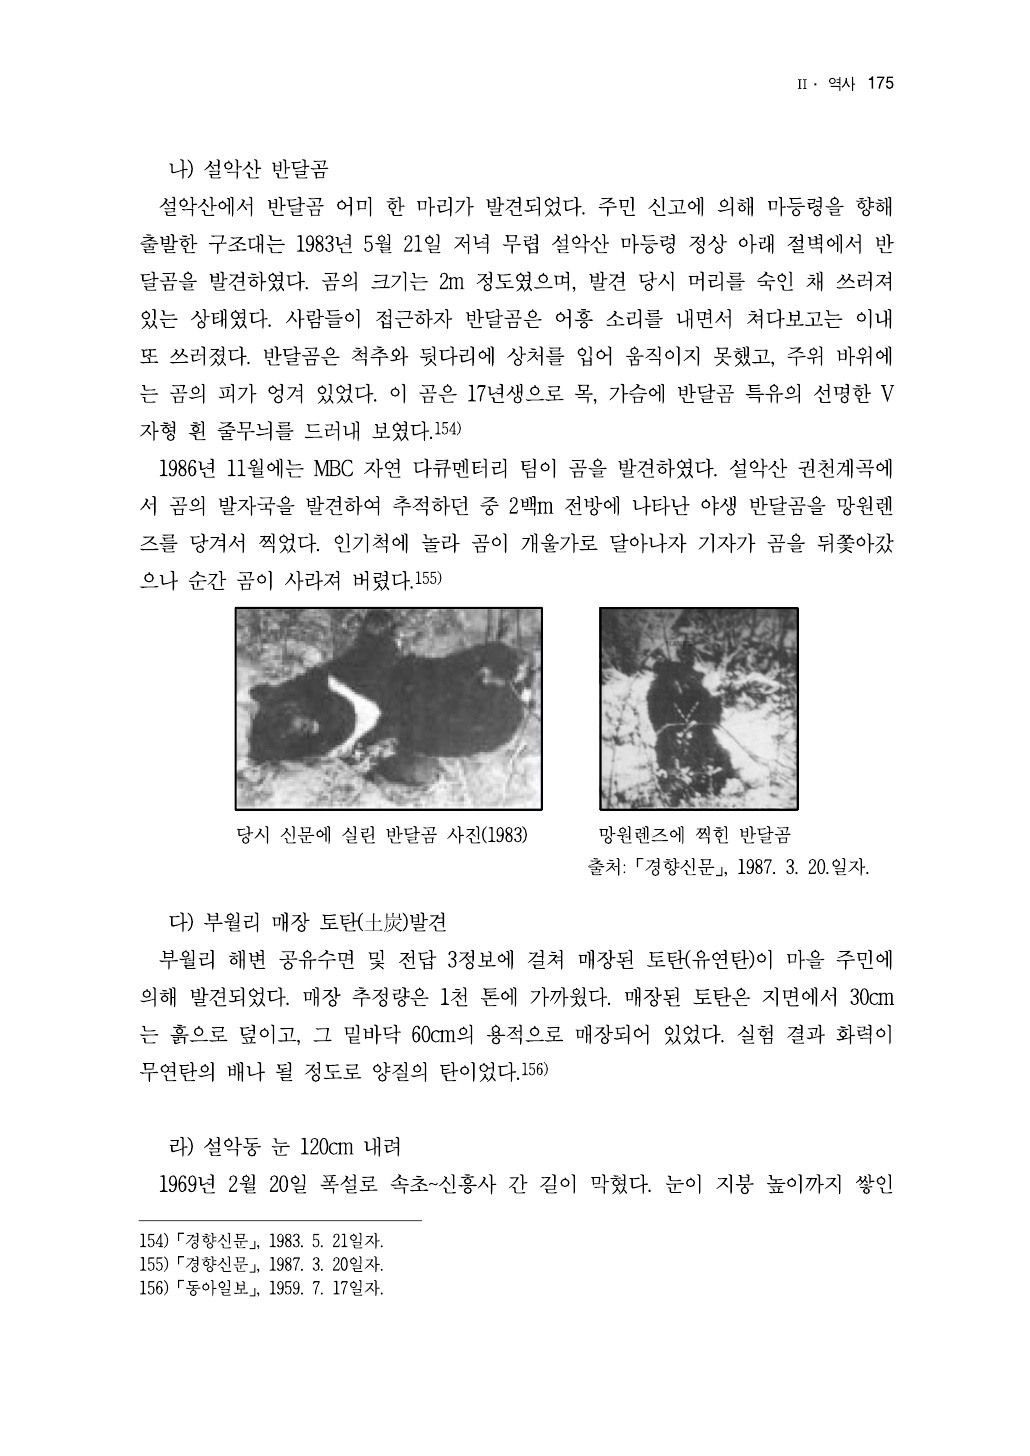 II · 역사 175
나) 설악산 반달곰
설악산에서 반달곰 어미 한 마리가 발견되었다. 주민 신고에 의해 마등령을 향해
출발한 구조대는 1983년 5월 21일 저녁 무렵 설악산 마등령 정상 아래 절벽에서 반
달곰을 발견하였다. 곰의 크기는 2m 정도였으며, 발견 당시 머리를 숙인 채 쓰러져
있는 상태였다. 사람들이 접근하자 반달곰은 어흥 소리를 내면서 쳐다보고는 이내
또 쓰러졌다. 반달곰은 척추와 뒷다리에 상처를 입어 움직이지 못했고, 주위 바위에
는 곰의 피가 엉겨 있었다. 이 곰은 17년생으로 목, 가슴에 반달곰 특유의 선명한 V
자형 흰 줄무늬를 드러내 보였다.154)
1986년 11월에는 MBC 자연 다큐멘터리 팀이 곰을 발견하였다. 설악산 권천계곡에
서 곰의 발자국을 발견하여 추적하던 중 2백m 전방에 나타난 야생 반달곰을 망원렌
즈를 당겨서 찍었다. 인기척에 놀라 곰이 개울가로 달아나자 기자가 곰을 뒤쫓아갔
으나 순간 곰이 사라져 버렸다.155)
당시 신문에 실린 반달곰 사진(1983)
망원렌즈에 찍힌 반달곰
출처:「경향신문」, 1987. 3. 20.일자.
다) 부월리 매장 토탄(土炭)발견
부월리 해변 공유수면 및 전답 3정보에 걸쳐 매장된 토탄(유연탄)이 마을 주민에
의해 발견되었다. 매장 추정량은 1천 톤에 가까웠다. 매장된 토탄은 지면에서 30cm
는 흙으로 덮이고, 그 밑바닥 60cm의 용적으로 매장되어 있었다. 실험 결과 화력이
무연탄의 배나 될 정도로 양질의 탄이었다.156)
라) 설악동 눈 120cm 내려
1969년 2월 20일 폭설로 속초~신흥사 간 길이 막혔다. 눈이 지붕 높이까지 쌓인
154)「경향신문」, 1983. 5. 21일자.
155)「경향신문」, 1987. 3. 20일자.
156)「동아일보」, 1959. 7. 17일자.